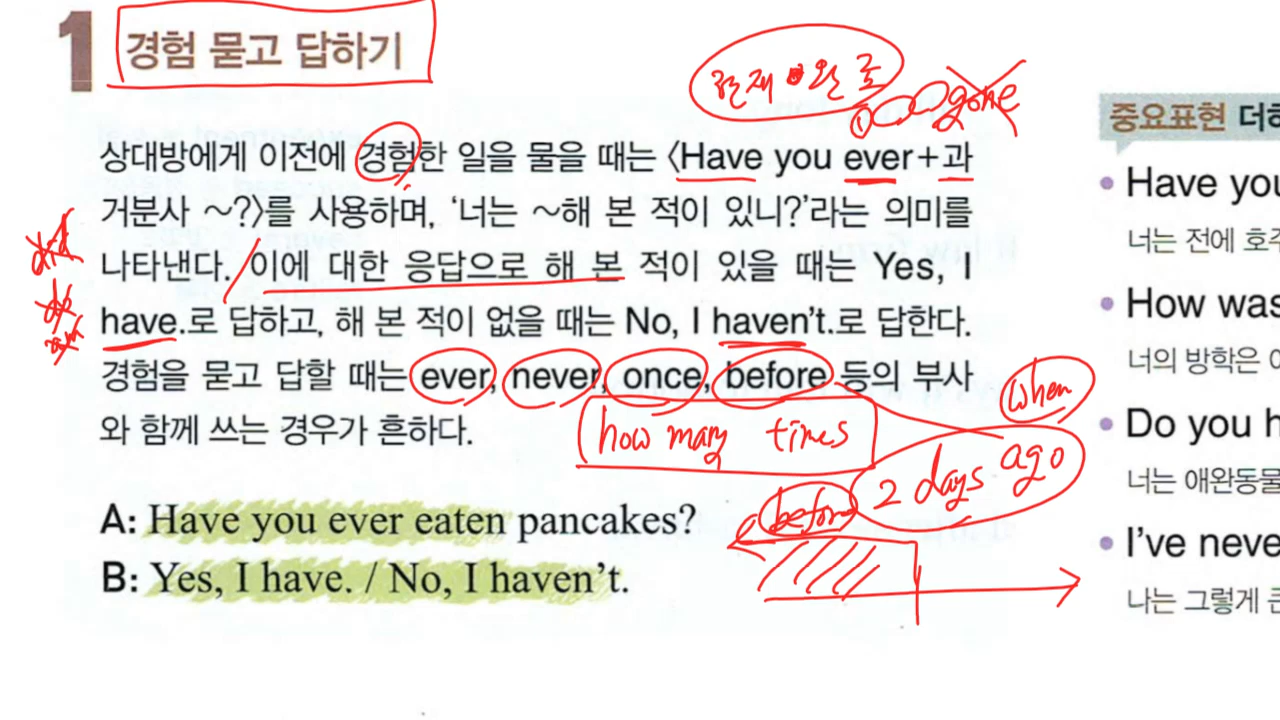 1 경험 묻고 답하기
현재 완료
gone
상대방에게 이전에 경험한 일을 물을 때는 〈Have you ever+과
거분사 ~?〉를 사용하며, ‘너는 ~해 본 적이 있니?’라는 의미를
나타낸다. 이에 대한 응답으로 해 본 적이 있을 때는 Yes, I
have.로 답하고, 해 본 적이 없을 때는 No, I haven’t.로 답한다.
경험을 묻고 답할 때는 ever, never, once, before 등의 부사
와 함께 쓰는 경우가 흔하다.
did
do
when
how many times
2 days ago
before
A: Have you ever eaten pancakes?
B: Yes, I have. / No, I haven’t.
중요표현 더
• Have you
너는 전에 호주
• How was
너의 방학은
• Do you h
너는 애완동물
• I’ve neve
나는 그렇게 큰